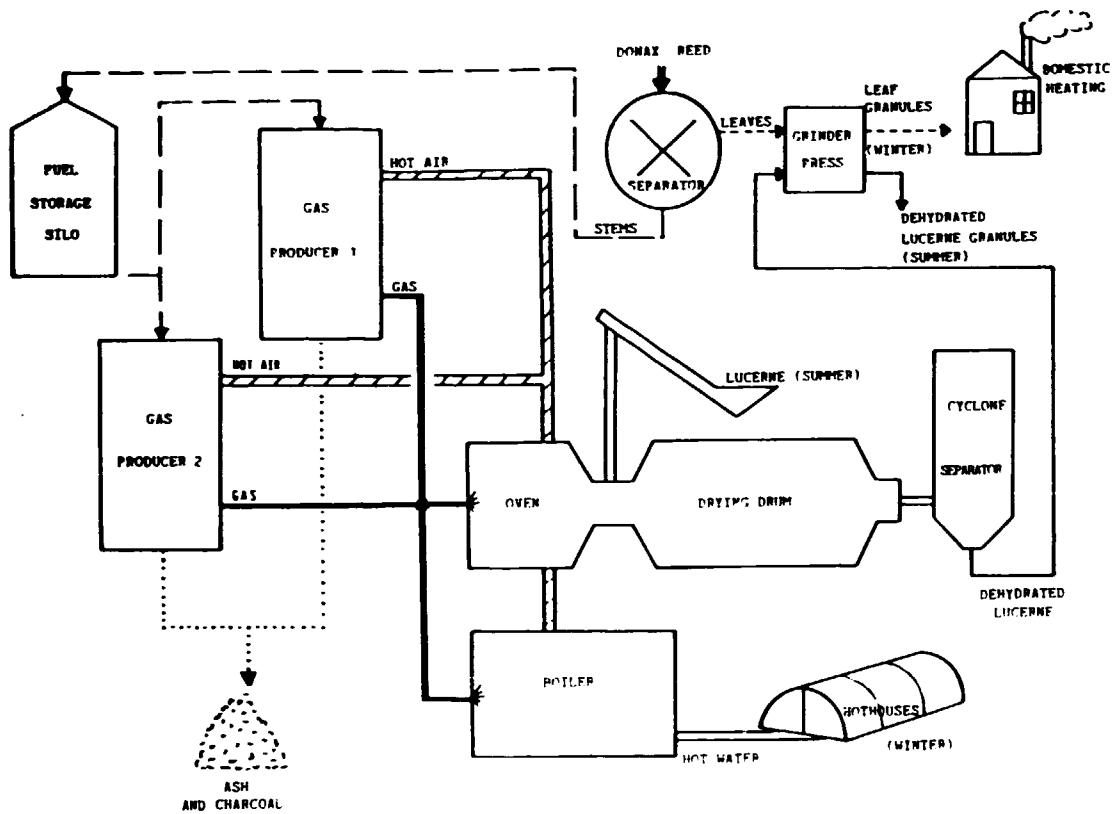 DONAX REED
DOMESTIC
HEATING
LEAF
GRANULES
(WINTER)
LEAVES
GRINDER
PRESS
SEPARATOR
STEMS
DEHYDRATED
LUCERNE GRANULES
(SUMMER)
FUEL
STORAGE
SILO
HOT AIR
GAS
PRODUCER 1
GAS
HOT AIR
GAS
PRODUCER 2
GAS
LUCERNE (SUMMER)
CYCLONE
SEPARATOR
OVEN
DRYING DRUM
DEHYDRATED
LUCERNE
BOILER
HOTHOUSES
(WINTER)
HOT WATER
ASH
AND CHARCOAL